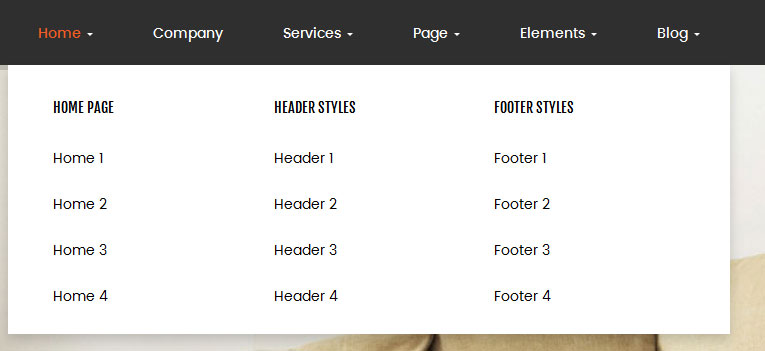 Home Company Services Page Elements Blog
HOME PAGE HEADER STYLES FOOTER STYLES
Home 1 Header 1 Footer 1
Home 2 Header 2 Footer 2
Home 3 Header 3 Footer 3
Home 4 Header 4 Footer 4